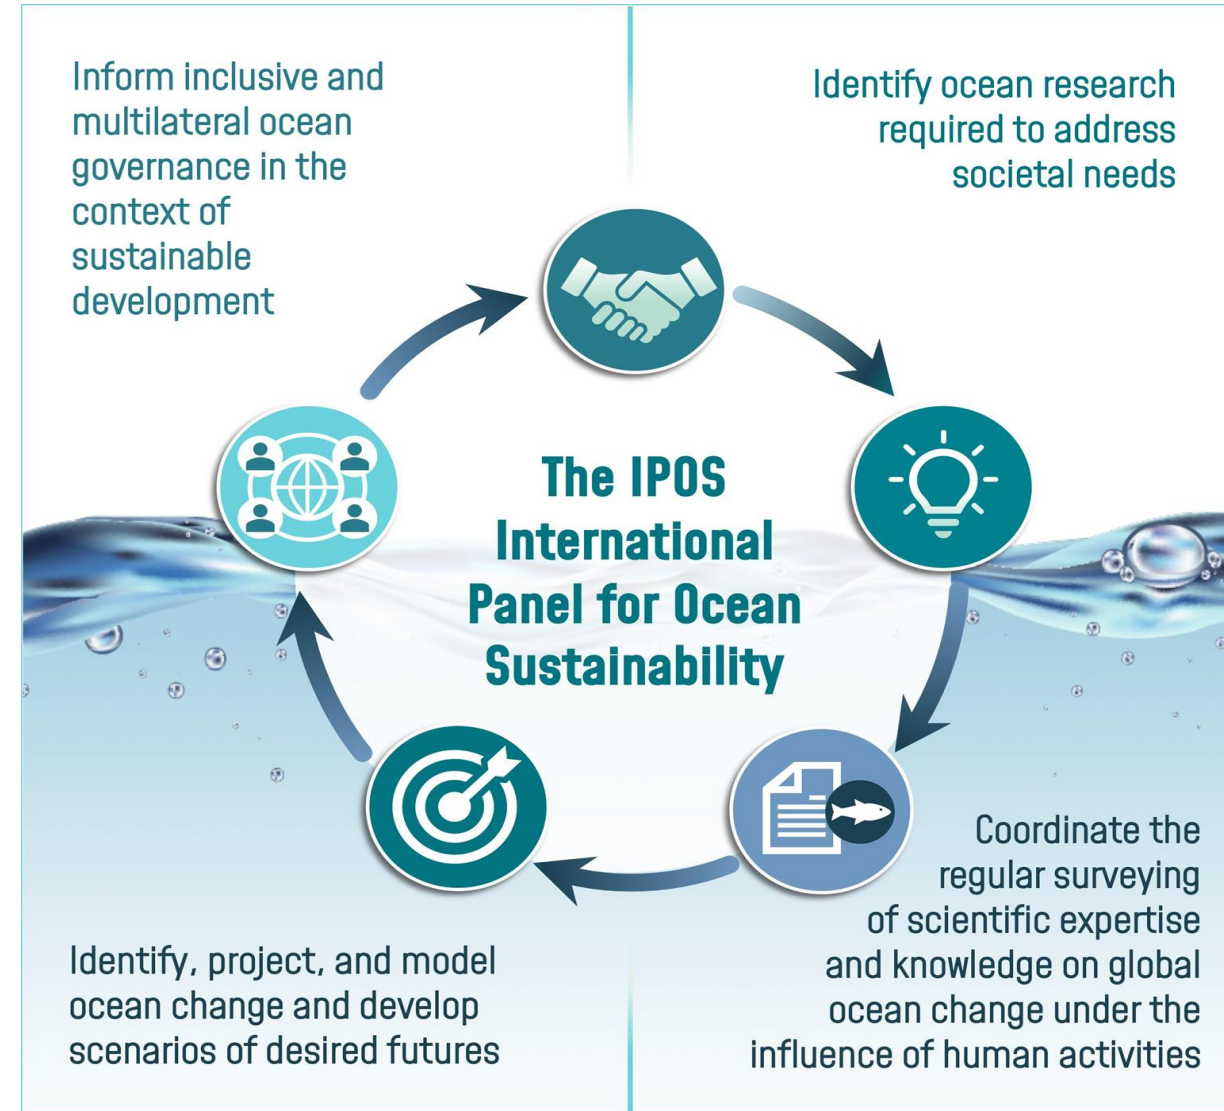 Inform inclusive and
multilateral ocean
governance in the
context of
sustainable
development
Identify ocean research
required to address
societal needs
The IPOS
International
Panel for Ocean
Sustainability
Identify, project, and model
ocean change and develop
scenarios of desired futures
Coordinate the
regular surveying
of scientific expertise
and knowledge on global
ocean change under the
influence of human activities